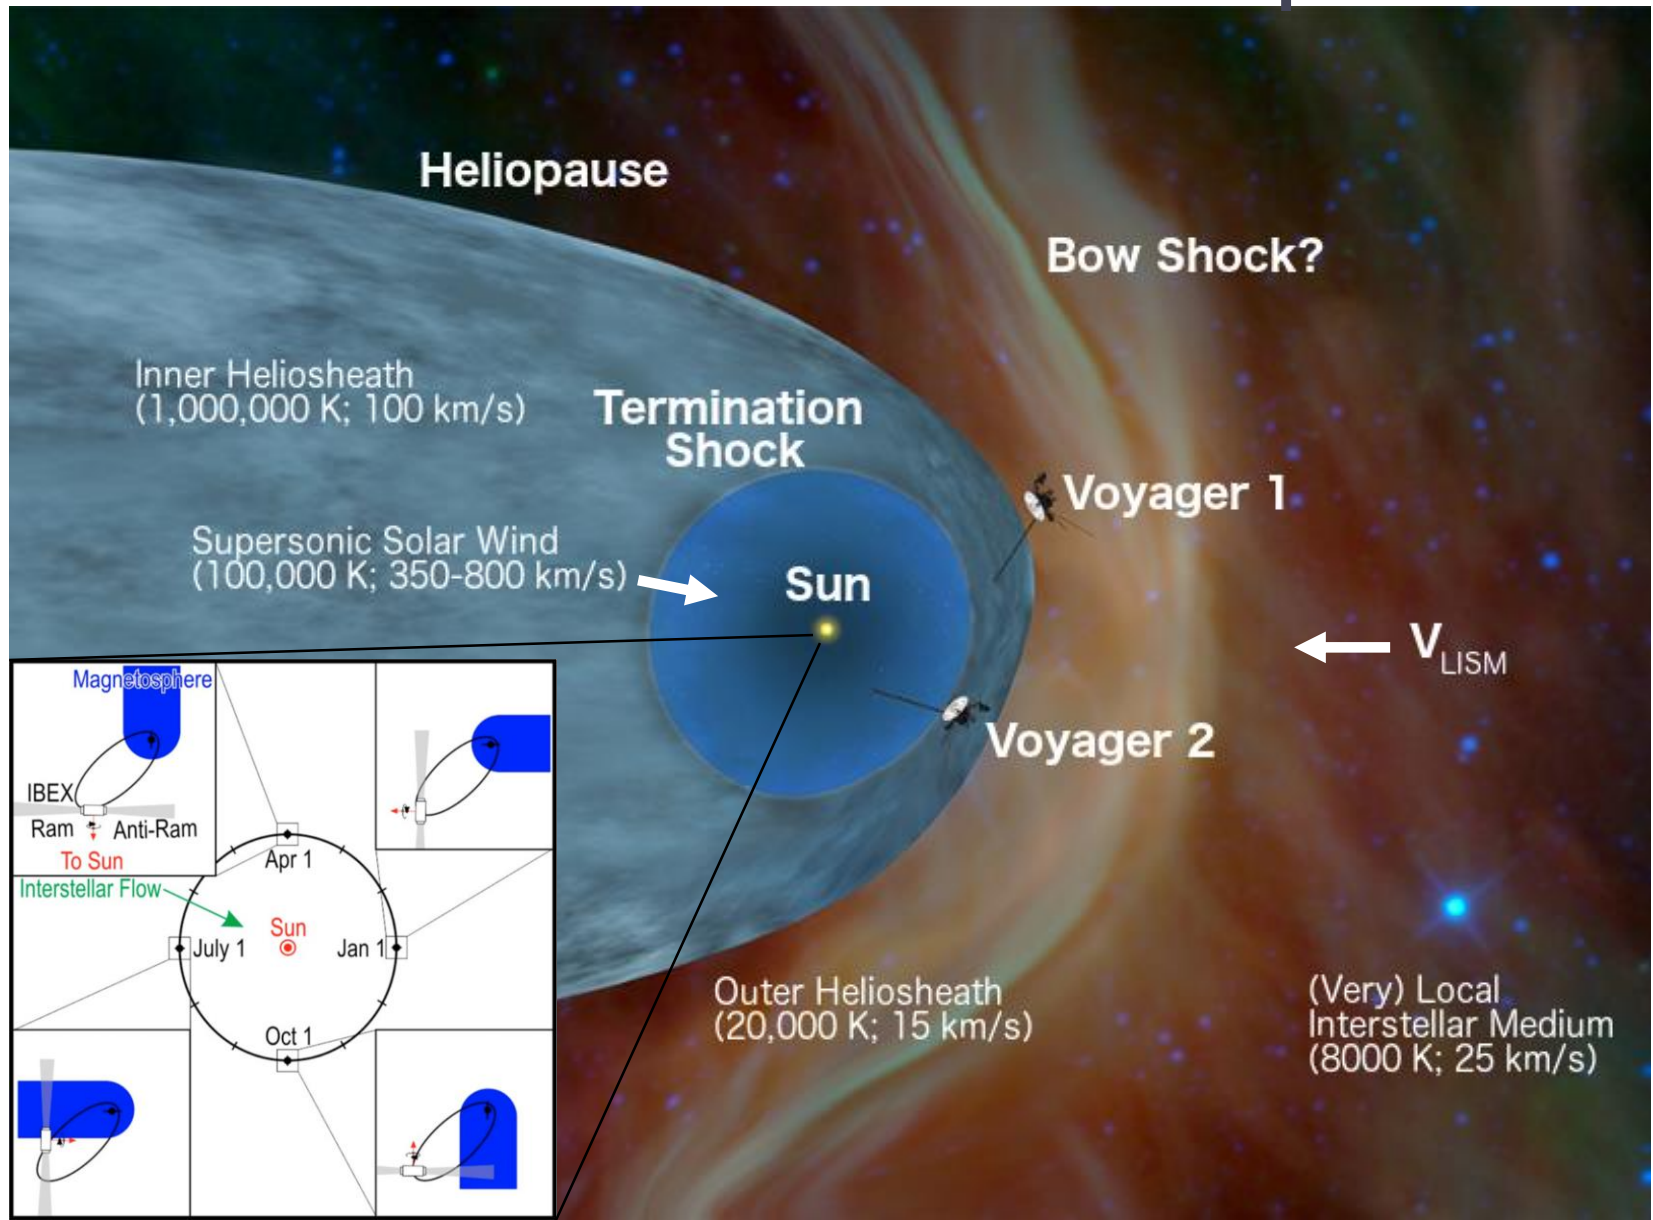 Heliopause
Bow Shock?
Inner Heliosheath
(1,000,000 K; 100 km/s)
Termination
Shock
Voyager 1
Supersonic Solar Wind
(100,000 K; 350-800 km/s)
Sun
V LISM
Voyager 2
Magnetosphere
IBEX
Ram
Anti-Ram
To Sun
Interstellar Flow
Apr 1
Sun
July 1
Jan 1
Oct 1
Outer Heliosheath
(20,000 K; 15 km/s)
(Very) Local
Interstellar Medium
(8000 K; 25 km/s)